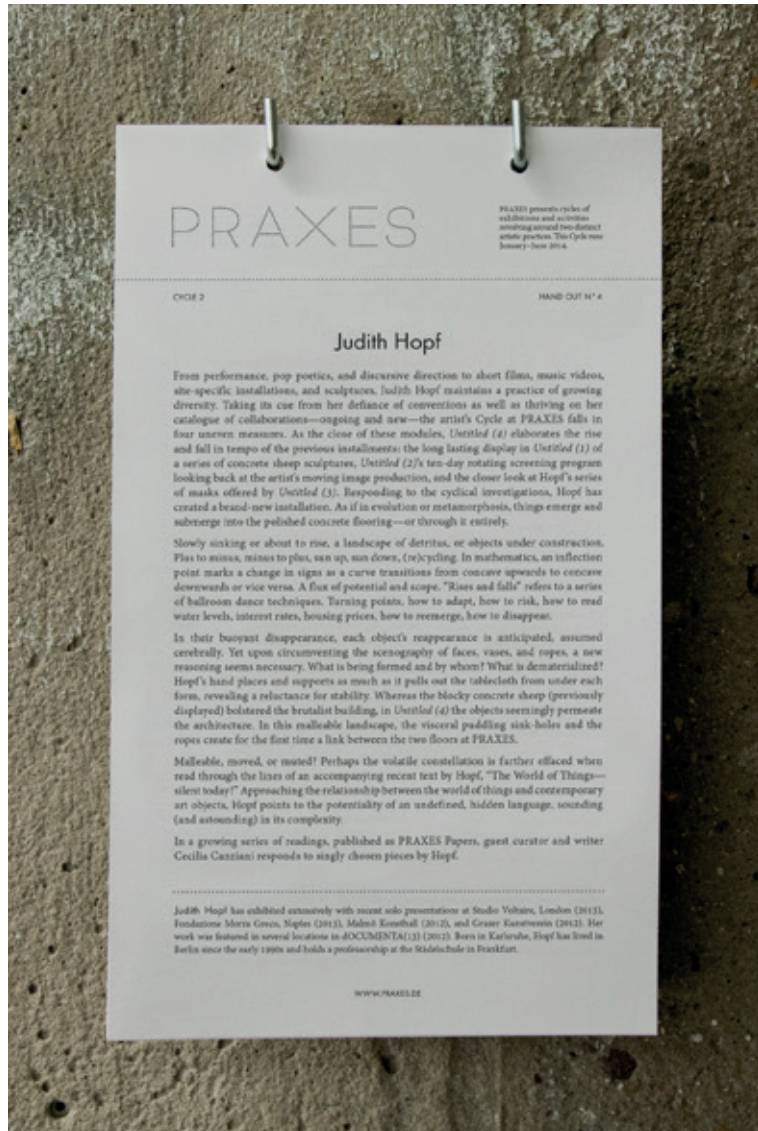 PRAXES
PRAXES presents cycles of
exhibitions and activities
revolving around two distinct
artistic practices. This Cycle runs
January–June 2014.
CYCLE 2
HAND OUT N° 4
Judith Hopf
From performance, pop poetics, and discursive direction to short films, music videos,
site-specific installations, and sculptures, Judith Hopf maintains a practice of growing
diversity. Taking its cue from her defiance of conventions as well as thriving on her
catalogue of collaborations—ongoing and new—the artist's Cycle at PRAXES falls in
four uneven measures. As the close of these modules, Untitled (4) elaborates the rise
and fall in tempo of the previous installments: the long lasting display in Untitled (1) of
a series of concrete sheep sculptures, Untitled (2)'s ten-day rotating screening program
looking back at the artist's moving image production, and the closer look at Hopf's series
of masks offered by Untitled (3). Responding to the cyclical investigations, Hopf has
created a brand-new installation. As if in evolution or metamorphosis, things emerge and
submerge into the polished concrete flooring—or through it entirely.
Slowly sinking or about to rise, a landscape of detritus, or objects under construction.
Plus to minus, minus to plus, sun up, sun down, (re)cycling. In mathematics, an inflection
point marks a change in signs as a curve transitions from concave upwards to concave
downwards or vice versa. A flux of potential and scope. "Rises and falls" refers to a series
of ballroom dance techniques. Turning points, how to adapt, how to risk, how to read
water levels, interest rates, housing prices, how to reemerge, how to disappear.
In their buoyant disappearance, each object's reappearance is anticipated, assumed
cerebrally. Yet upon circumventing the scenography of faces, vases, and ropes, a new
reasoning seems necessary. What is being formed and by whom? What is dematerialized?
Hopf's hand places and supports as much as it pulls out the tablecloth from under each
form, revealing a reluctance for stability. Whereas the blocky concrete sheep (previously
displayed) bolstered the brutalist building, in Untitled (4) the objects seemingly permeate
the architecture. In this malleable landscape, the visceral puddling sink-holes and the
ropes create for the first time a link between the two floors at PRAXES.
Malleable, moved, or muted? Perhaps the volatile constellation is further effaced when
read through the lines of an accompanying recent text by Hopf, "The World of Things—
silent today?" Approaching the relationship between the world of things and contemporary
art objects, Hopf points to the potentiality of an undefined, hidden language, sounding
(and astounding) in its complexity.
In a growing series of readings, published as PRAXES Papers, guest curator and writer
Cecilia Canziani responds to singly chosen pieces by Hopf.
Judith Hopf has exhibited extensively with recent solo presentations at Studio Voltaire, London (2013),
Fondazione Morra Greco, Naples (2013), Malmö Konsthall (2012), and Grazer Kunstverein (2012). Her
work was featured in several locations in dOCUMENTA(13) (2012). Born in Karlsruhe, Hopf has lived in
Berlin since the early 1990s and holds a professorship at the Städelschule in Frankfurt.
WWW.PRAXES.DE